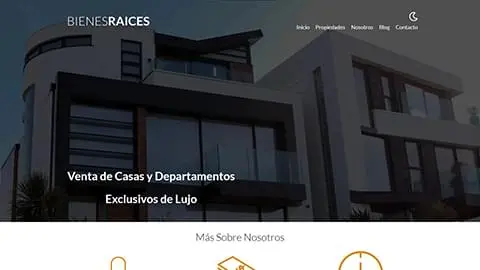 BIENESRAICES
Inicio Propiedades Nosotros Blog Contacto
Venta de Casas y Departamentos
Exclusivos de Lujo
Más Sobre Nosotros